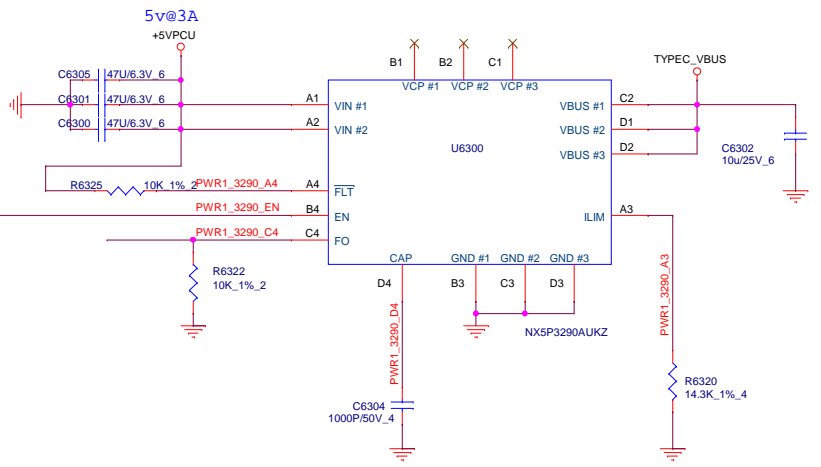 5v@3A
+5VPCU
B1
B2
C1
TYPEC_VBUS
C6305
47U/6.3V_6
C6301
47U/6.3V_6
C6300
47U/6.3V_6
VCP #1
VCP #2
VCP #3
A1
VIN #1
VBUS #1
C2
A2
VIN #2
VBUS #2
D1
U6300
VBUS #3
D2
C6302
10u/25V_6
R6325
10K_1%_2
PWR1_3290_A4
A4
FLT
PWR1_3290_EN
B4
EN
ILIM
A3
PWR1_3290_C4
C4
FO
CAP
GND #1
GND #2
GND #3
R6322
10K_1%_2
D4
B3
C3
D3
PWR1_3290_D4
PWR1_3290_A3
NX5P3290AUKZ
R6320
14.3K_1%_4
C6304
1000P/50V_4